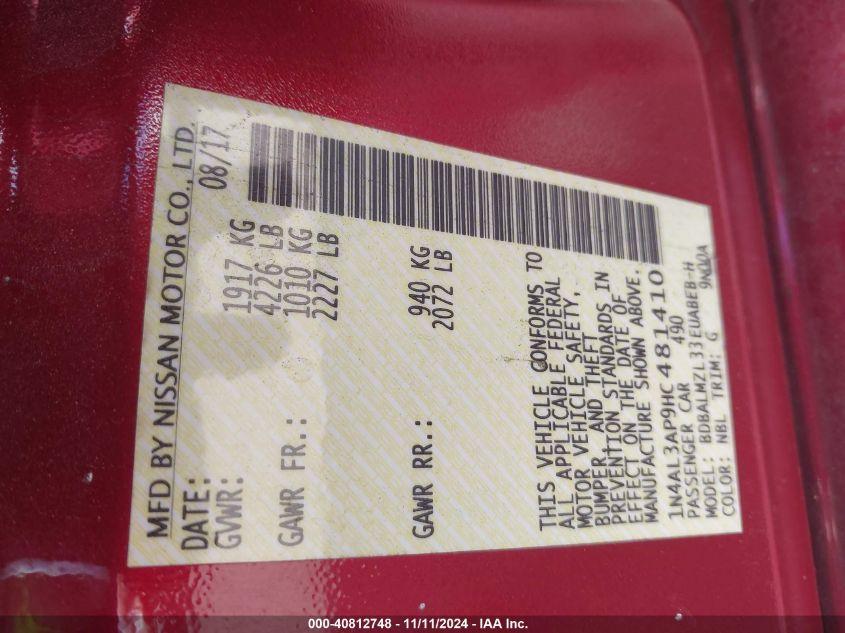 MFD BY NISSAN MOTOR CO., LTD.
DATE: 08/17
GVWR: 1917 KG
4226 LB
GAWR FR.: 1010 KG
2227 LB
GAWR RR.: 940 KG
2072 LB
THIS VEHICLE CONFORMS TO
ALL APPLICABLE FEDERAL
MOTOR VEHICLE SAFETY,
BUMPER, AND THEFT
PREVENTION STANDARDS IN
EFFECT ON THE DATE OF
MANUFACTURE SHOWN ABOVE.
1N4AL3AP9HC481410
PASSENGER CAR 490
MODEL: BDBALMZL33EUABEB-H
COLOR: NBL TRIM: G
000-40812748 - 11/11/2024 - IAA Inc.